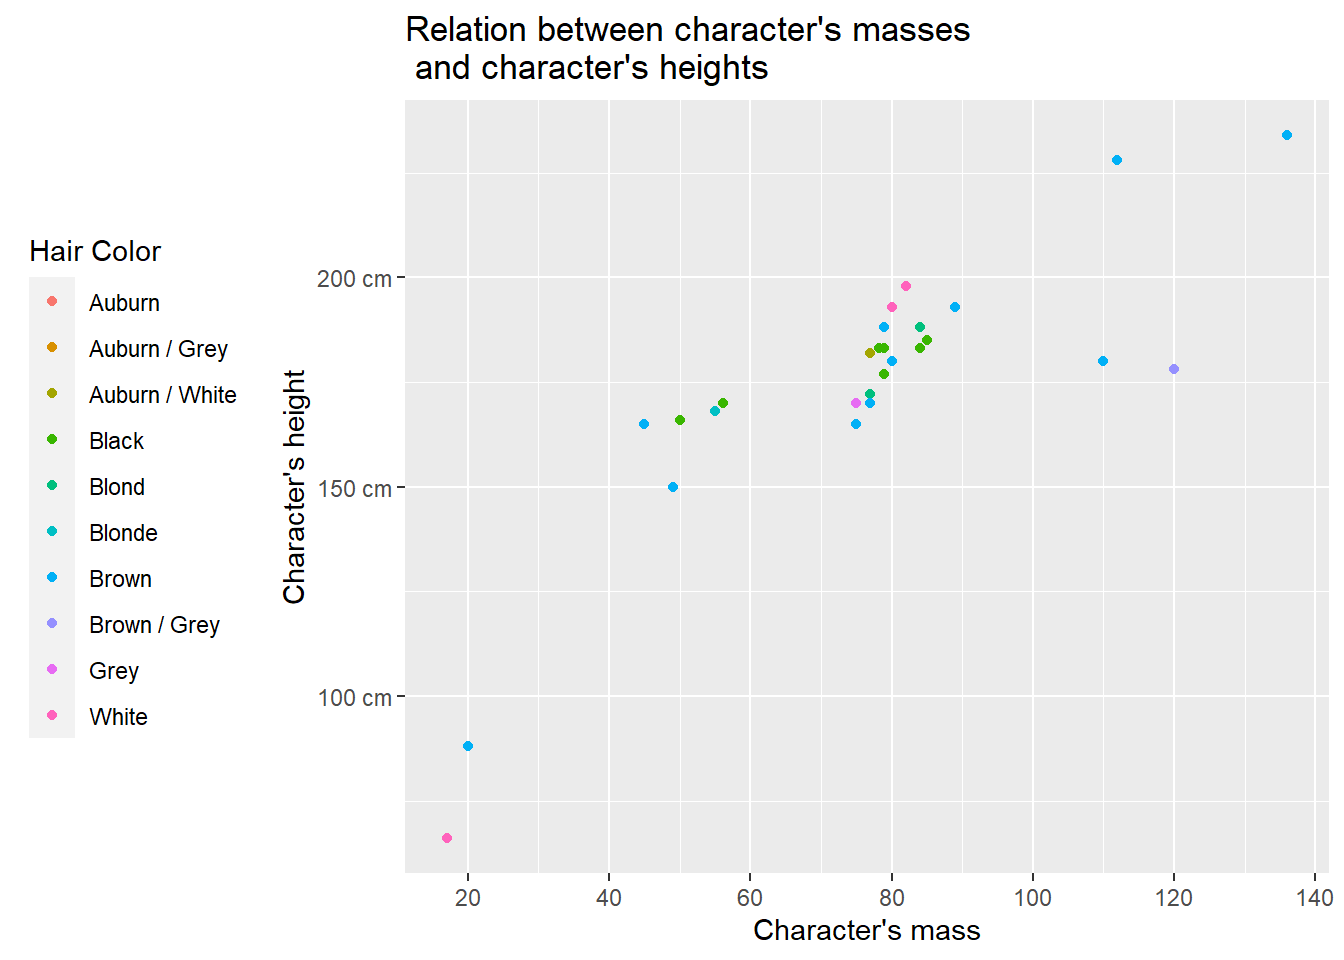 Relation between character's masses
and character's heights
Hair Color
Auburn
Auburn / Grey
Auburn / White
Black
Blond
Blonde
Brown
Brown / Grey
Grey
White
Character's height
200 cm
150 cm
100 cm
20 40 60 80 100 120 140
Character's mass